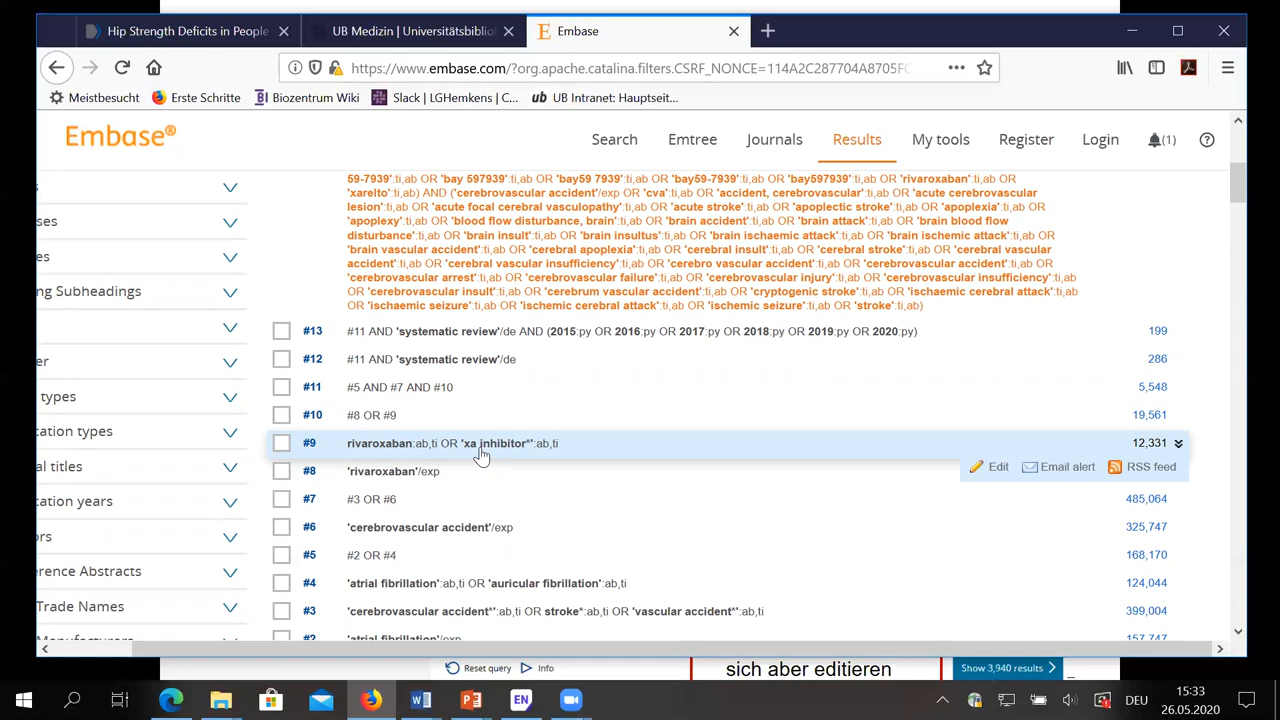 Hip Strength Deficits in People
UB Medizin | Universitätsbibliot
Embase
https://www.embase.com/?org.apache.catalina.filters.CSRF_NONCE=114A2C287704A8705FC
Meistbesucht
Erste Schritte
Biozentrum Wiki
Slack | LGHemkens | C...
UB Intranet: Hauptseit...
Embase®
Search
Emtree
Journals
Results
My tools
Register
Login
(1)
59-7939':ti,ab OR 'bay 597939':ti,ab OR 'bay59 7939':ti,ab OR 'bay59-7939':ti,ab OR 'bay597939':ti,ab OR 'rivaroxaban':ti,ab OR
'xarelto':ti,ab) AND ('cerebrovascular accident'/exp OR 'cva':ti,ab OR 'accident, cerebrovascular':ti,ab OR 'acute cerebrovascular
lesion':ti,ab OR 'acute focal cerebral vasculopathy':ti,ab OR 'acute stroke':ti,ab OR 'apoplectic stroke':ti,ab OR 'apoplexia':ti,ab OR
'apoplexy':ti,ab OR 'blood flow disturbance, brain':ti,ab OR 'brain accident':ti,ab OR 'brain attack':ti,ab OR 'brain blood flow
disturbance':ti,ab OR 'brain insult':ti,ab OR 'brain insultus':ti,ab OR 'brain ischaemic attack':ti,ab OR 'brain ischemic attack':ti,ab OR
'brain vascular accident':ti,ab OR 'cerebral apoplexia':ti,ab OR 'cerebral insult':ti,ab OR 'cerebral stroke':ti,ab OR 'cerebral vascular
accident':ti,ab OR 'cerebral vascular insufficiency':ti,ab OR 'cerebro vascular accident':ti,ab OR 'cerebrovascular accident':ti,ab OR
'cerebrovascular arrest':ti,ab OR 'cerebrovascular failure':ti,ab OR 'cerebrovascular injury':ti,ab OR 'cerebrovascular insufficiency':ti,ab OR
'cerebrovascular insult':ti,ab OR 'cerebrum vascular accident':ti,ab OR 'cryptogenic stroke':ti,ab OR 'ischaemic cerebral attack':ti,ab OR
'ischaemic seizure':ti,ab OR 'ischemic cerebral attack':ti,ab OR 'ischemic seizure':ti,ab OR 'stroke':ti,ab)
#13 #11 AND 'systematic review'/de AND (2015:py OR 2016:py OR 2017:py OR 2018:py OR 2019:py OR 2020:py) 199
#12 #11 AND 'systematic review'/de 286
#11 #5 AND #7 AND #10 5,548
#10 #8 OR #9 19,561
#9 rivaroxaban:ab,ti OR 'xa inhibitor*':ab,ti 12,331
Edit Email alert RSS feed
#8 'rivaroxaban'/exp
#7 #3 OR #6 485,064
#6 'cerebrovascular accident'/exp 325,747
#5 #2 OR #4 168,170
#4 'atrial fibrillation':ab,ti OR 'auricular fibrillation':ab,ti 124,044
#3 'cerebrovascular accident*':ab,ti OR stroke*:ab,ti OR 'vascular accident*':ab,ti 399,004
#2 'atrial fibrillation'/exp 157,747
s
ses
es
ng Subheadings
er
types
cation types
al titles
cation years
ors
erence Abstracts
Trade Names
Manufacturers
Reset query
Info
sich aber editieren
Show 3,940 results
EN
DEU
15:33
26.05.2020